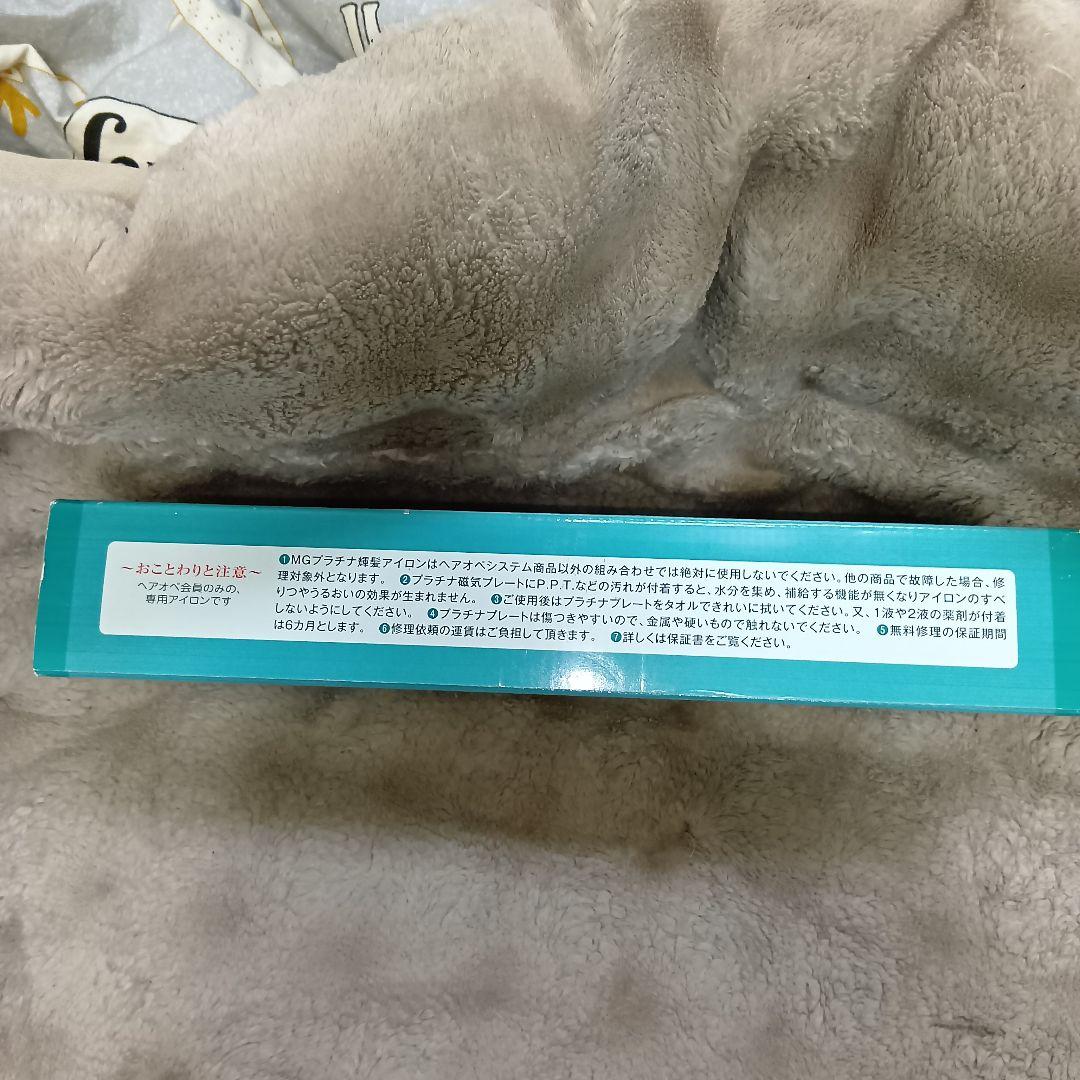 ～おことわりと注意～
ヘアオペ会員のみの、
専用アイロンです
❶MGプラチナ輝髪アイロンはヘアオペシステム商品以外の組み合わせでは絶対に使用しないでください。他の商品で故障した場合、修
理対象外となります。 ❷プラチナ磁気プレートにP.P.T.などの汚れが付着すると、水分を集め、補給する機能が無くなりアイロンのすべ
りつやうるおいの効果が生まれません。 ❸ご使用後はプラチナプレートをタオルできれいに拭いてください。又、1液や2液の薬剤が付着
しないようにしてください。 ❹プラチナプレートは傷つきやすいので、金属や硬いもので触れないでください。 ❺無料修理の保証期間
は6カ月とします。 ❻修理依頼の運賃はご負担して頂きます。 ❼詳しくは保証書をご覧ください。